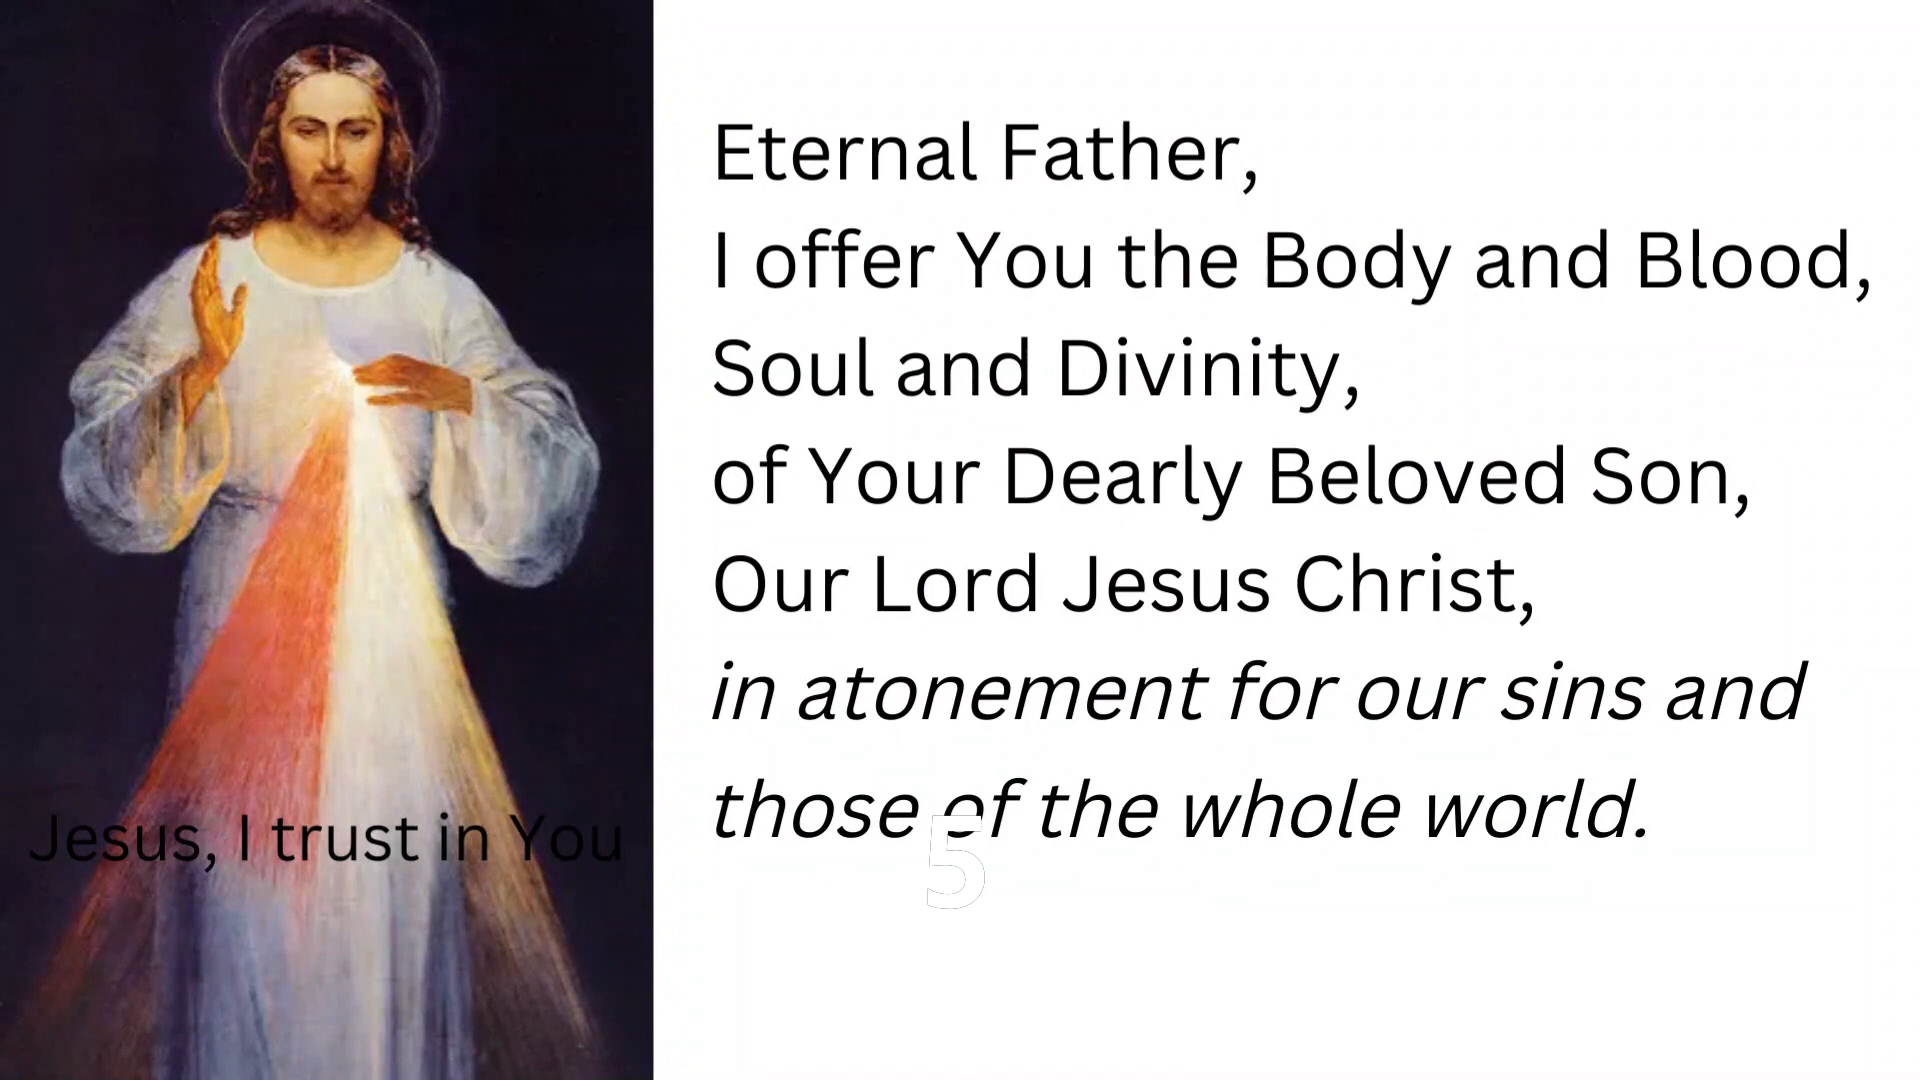 Eternal Father,
I offer You the Body and Blood,
Soul and Divinity,
of Your Dearly Beloved Son,
Our Lord Jesus Christ,
in atonement for our sins and
those of the whole world.
5
Jesus, I trust in You